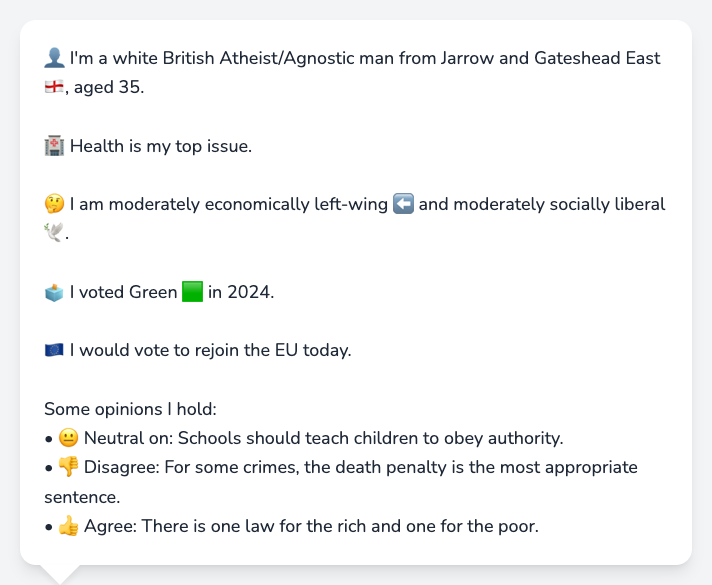 👤 I'm a white British Atheist/Agnostic man from Jarrow and Gateshead East
🏴󠁧󠁢󠁥󠁮󠁧󠁿, aged 35.
🏥 Health is my top issue.
🤔 I am moderately economically left-wing ⬅️ and moderately socially liberal
🕊️.
🗳️ I voted Green 🟩 in 2024.
🇪🇺 I would vote to rejoin the EU today.
Some opinions I hold:
• 😐 Neutral on: Schools should teach children to obey authority.
• 👎 Disagree: For some crimes, the death penalty is the most appropriate
sentence.
• 👍 Agree: There is one law for the rich and one for the poor.